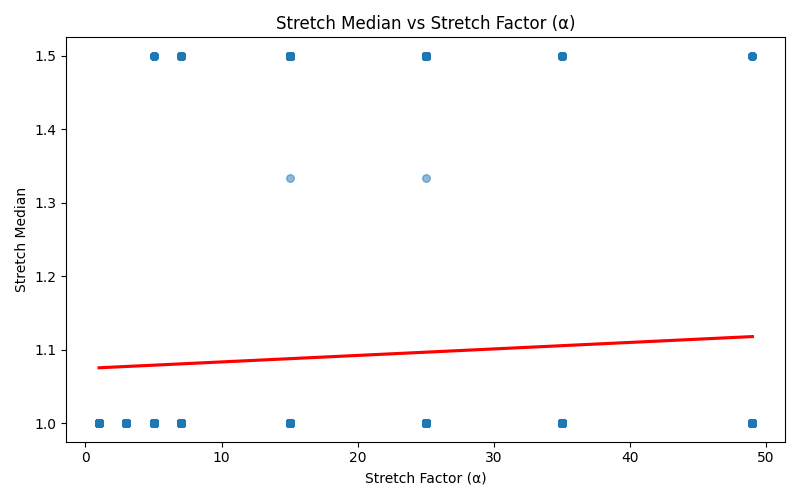 Stretch Median vs Stretch Factor (α)
Stretch Median
1.5
1.4
1.3
1.2
1.1
1.0
0 10 20 30 40 50
Stretch Factor (α)